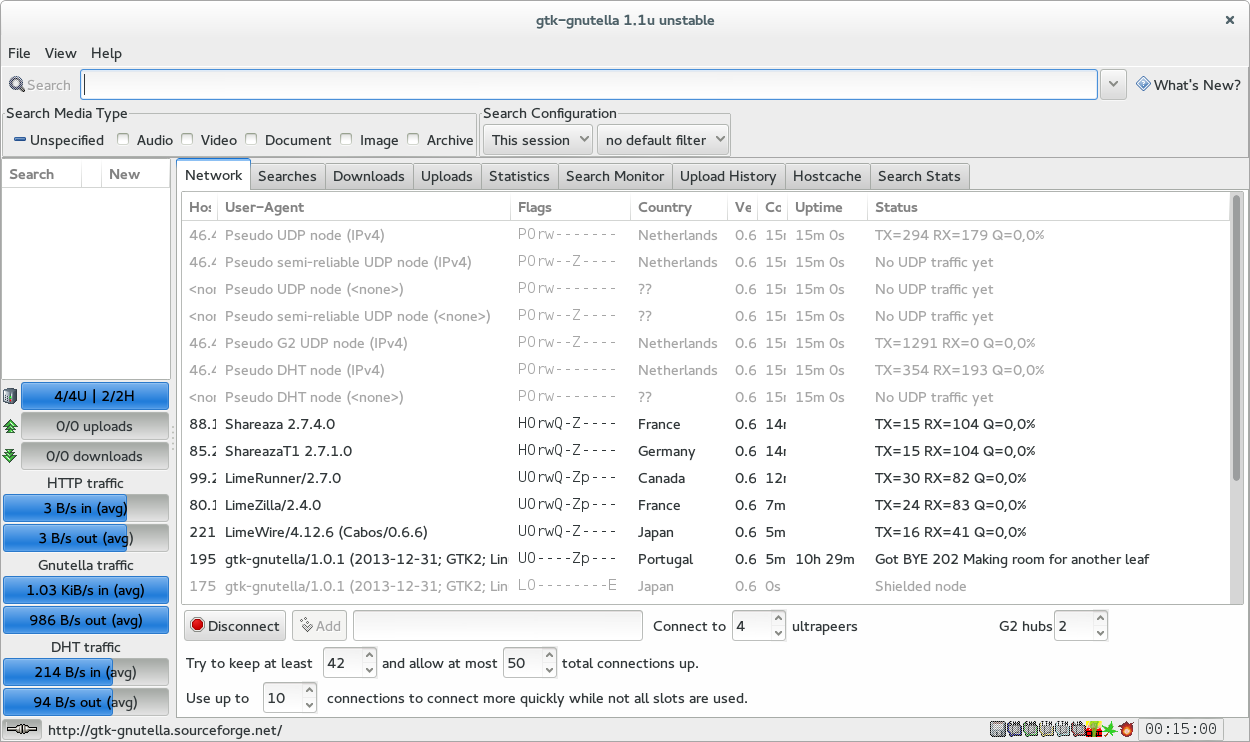 gtk-gnutella 1.1u unstable
File View Help
Search What's New?
Search Media Type Search Configuration
Unspecified Audio Video Document Image Archive This session no default filter
Search New
Network Searches Downloads Uploads Statistics Search Monitor Upload History Hostcache Search Stats
Hos User-Agent Flags Country Ve Co Uptime Status
46.4 Pseudo UDP node (IPv4) P0rw------- Netherlands 0.6 15m 15m 0s TX=294 RX=179 Q=0,0%
46.4 Pseudo semi-reliable UDP node (IPv4) P0rw--Z---- Netherlands 0.6 15m 15m 0s No UDP traffic yet
<nor Pseudo UDP node (<none>) P0rw------- ?? 0.6 15m 15m 0s No UDP traffic yet
<nor Pseudo semi-reliable UDP node (<none>) P0rw--Z---- ?? 0.6 15m 15m 0s No UDP traffic yet
46.4 Pseudo G2 UDP node (IPv4) P0rw--Z---- Netherlands 0.6 15m 15m 0s TX=1291 RX=0 Q=0,0%
46.4 Pseudo DHT node (IPv4) P0rw------- Netherlands 0.6 15m 15m 0s TX=354 RX=193 Q=0,0%
<nor Pseudo DHT node (<none>) P0rw------- ?? 0.6 15m 15m 0s No UDP traffic yet
88.1 Shareaza 2.7.4.0 H0rwQ-Z---- France 0.6 14m TX=15 RX=104 Q=0,0%
85.2 ShareazaT1 2.7.1.0 H0rwQ-Z---- Germany 0.6 14m TX=15 RX=104 Q=0,0%
99.2 LimeRunner/2.7.0 U0rwQ-Zp--- Canada 0.6 12m TX=30 RX=82 Q=0,0%
80.1 LimeZilla/2.4.0 U0rwQ-Zp--- France 0.6 7m TX=24 RX=83 Q=0,0%
221 LimeWire/4.12.6 (Cabos/0.6.6) U0rwQ-Z---- Japan 0.6 5m TX=16 RX=41 Q=0,0%
195 gtk-gnutella/1.0.1 (2013-12-31; GTK2; Lin U0----Zp--- Portugal 0.6 5m 10h 29m Got BYE 202 Making room for another leaf
175 gtk-gnutella/1.0.1 (2013-12-31; GTK2; Lin L0--------E Japan 0.6 0s Shielded node
4/4U | 2/2H
0/0 uploads
0/0 downloads
HTTP traffic
3 B/s in (avg)
3 B/s out (avg)
Gnutella traffic
1.03 KiB/s in (avg)
986 B/s out (avg)
DHT traffic
214 B/s in (avg)
94 B/s out (avg)
Disconnect Add Connect to 4 ultrapeers G2 hubs 2
Try to keep at least 42 and allow at most 50 total connections up.
Use up to 10 connections to connect more quickly while not all slots are used.
http://gtk-gnutella.sourceforge.net/ 00:15:00